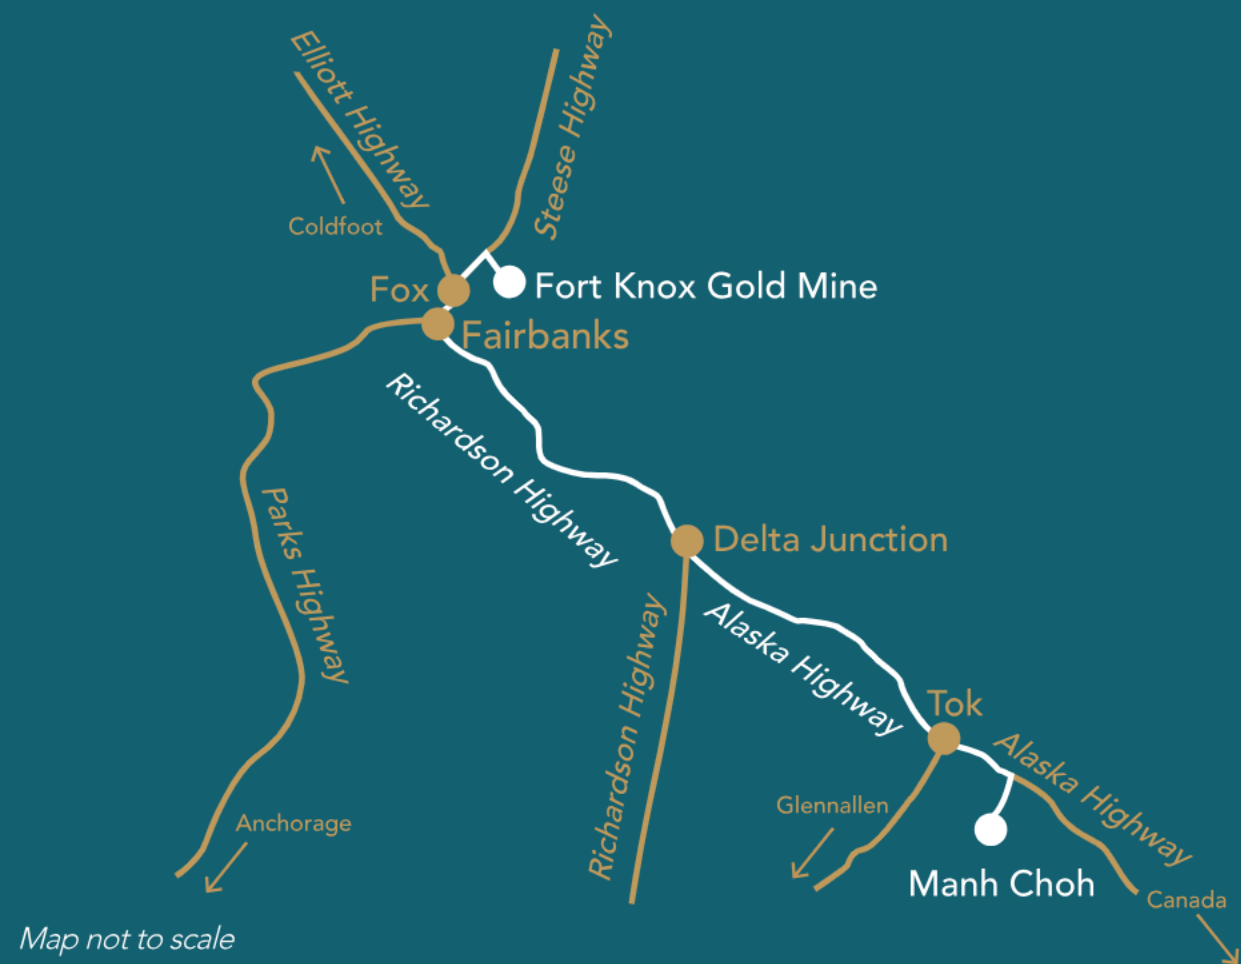 Elliott Highway
Steese Highway
Coldfoot
Fox
Fort Knox Gold Mine
Fairbanks
Richardson Highway
Parks Highway
Delta Junction
Alaska Highway
Richardson Highway
Tok
Alaska Highway
Glennallen
Anchorage
Manh Choh
Canada
Map not to scale